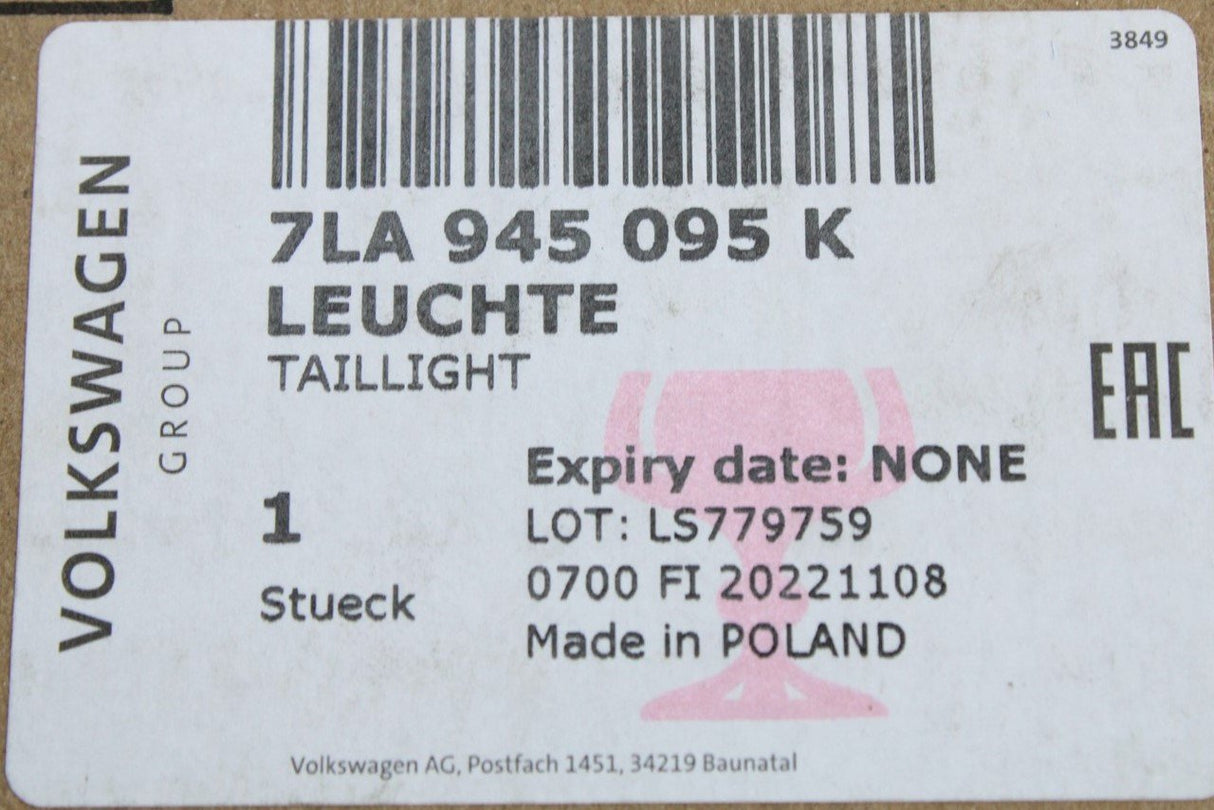 3849
VOLKSWAGEN
GROUP
7LA 945 095 K
LEUCHTE
TAILLIGHT
EAC
Expiry date: NONE
1
LOT: LS779759
0700 FI 20221108
Stueck
Made in POLAND
Volkswagen AG, Postfach 1451, 34219 Baunatal